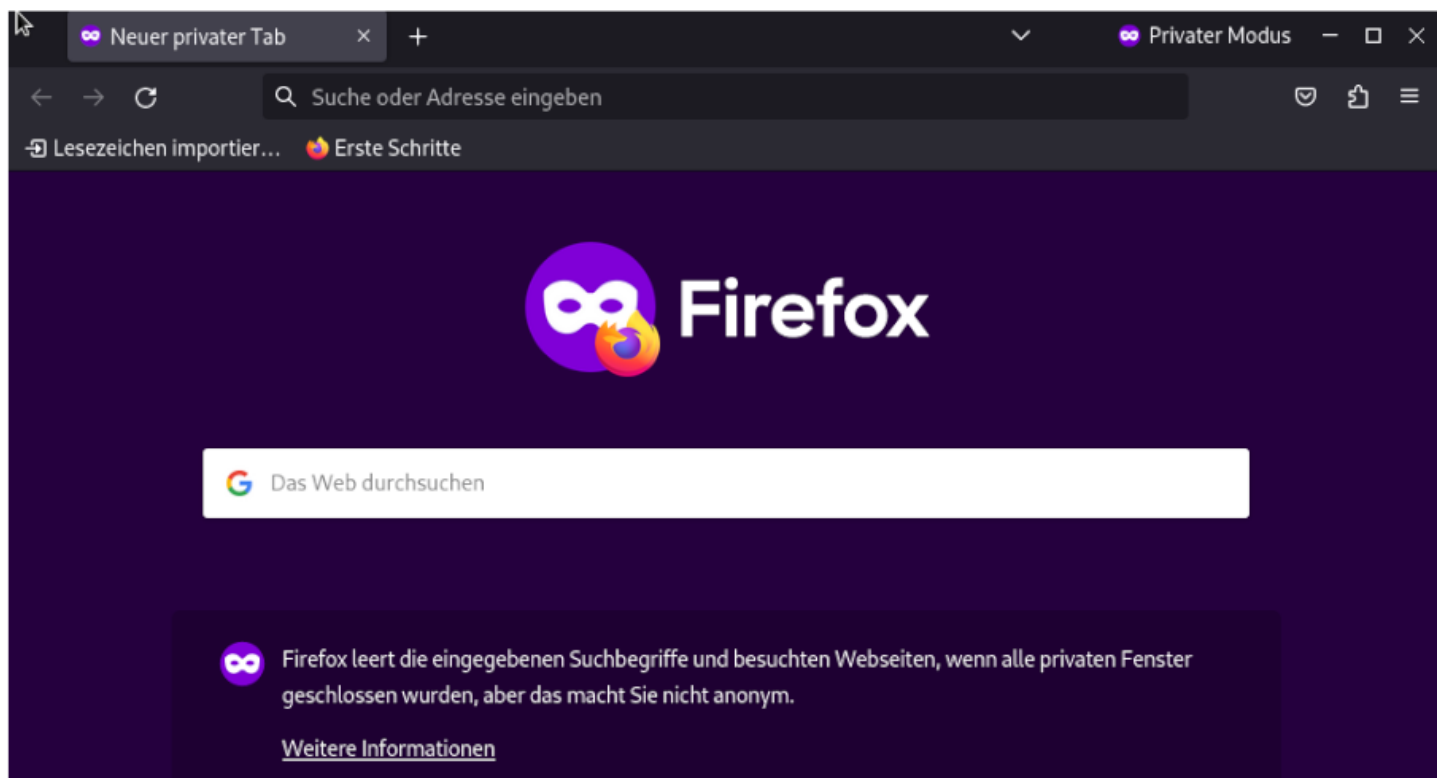 Neuer privater Tab
Privater Modus
Suche oder Adresse eingeben
Lesezeichen importier…
Erste Schritte
Firefox
Das Web durchsuchen
Firefox leert die eingegebenen Suchbegriffe und besuchten Webseiten, wenn alle privaten Fenster
geschlossen wurden, aber das macht Sie nicht anonym.
Weitere Informationen